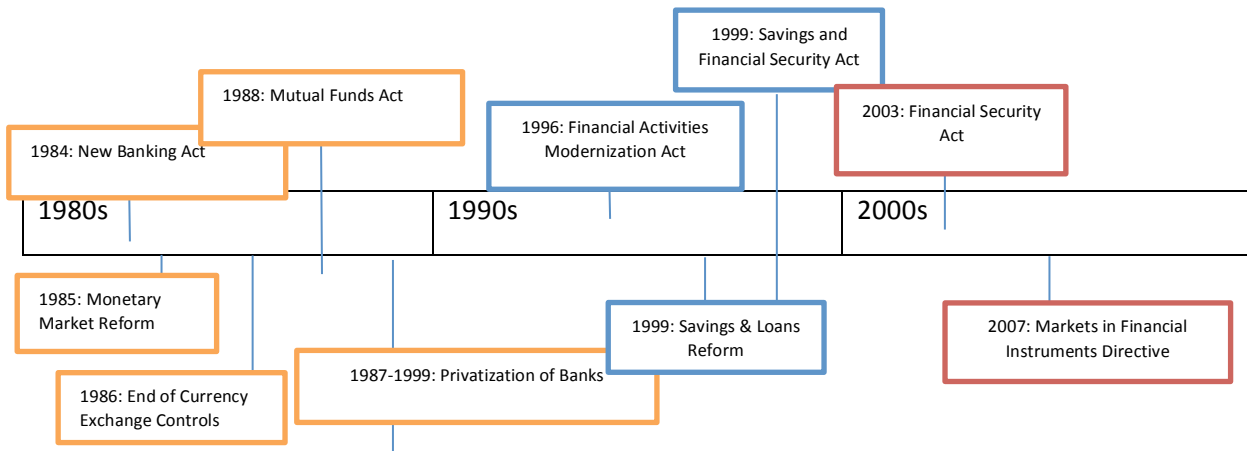 1999: Savings and
Financial Security Act
1988: Mutual Funds Act
2003: Financial Security
Act
1996: Financial Activities
Modernization Act
1984: New Banking Act
1980s
1990s
2000s
1985: Monetary
Market Reform
1999: Savings & Loans
Reform
2007: Markets in Financial
Instruments Directive
1987-1999: Privatization of Banks
1986: End of Currency
Exchange Controls